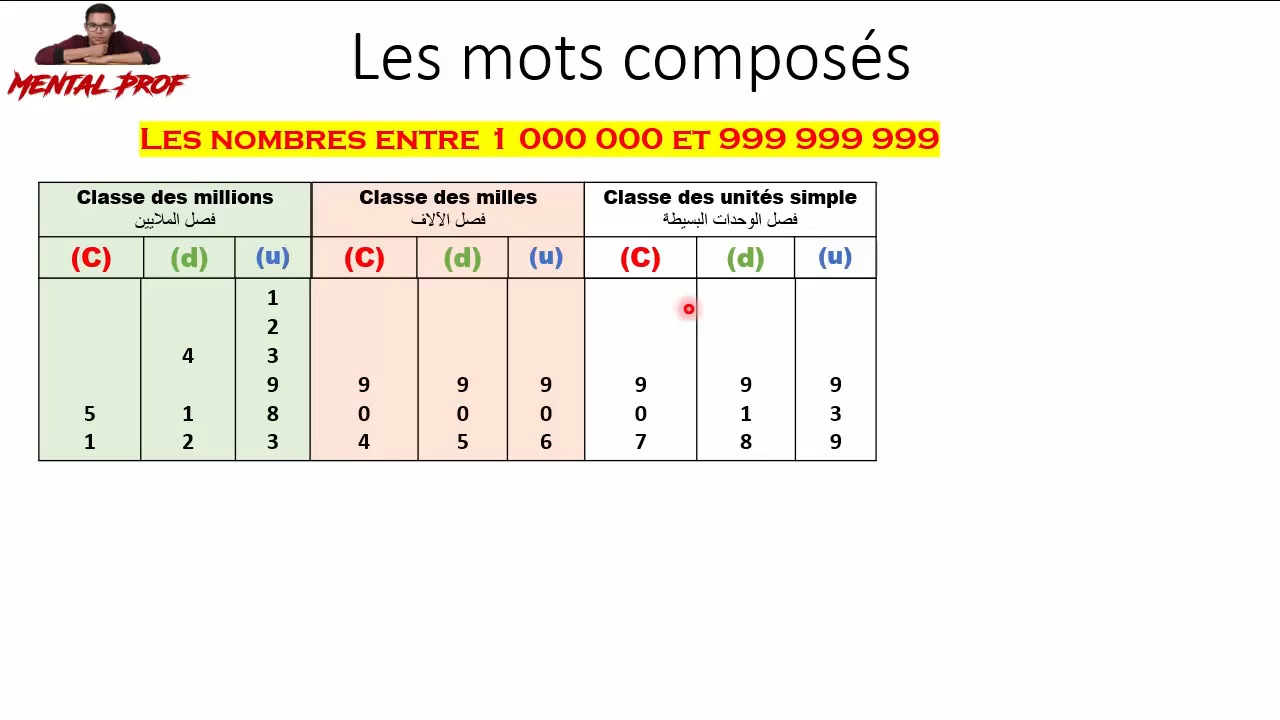 MENTAL PROF
Les mots composés
LES NOMBRES ENTRE 1 000 000 ET 999 999 999
Classe des millions Classe des milles Classe des unités simple
فصل الملايين فصل الآلاف فصل الوحدات البسيطة
(C) (d) (u) (C) (d) (u) (C) (d) (u)
1
2
4 3
9 9 9 9 9 9 9
5 1 8 0 0 0 0 1 3
1 2 3 4 5 6 7 8 9